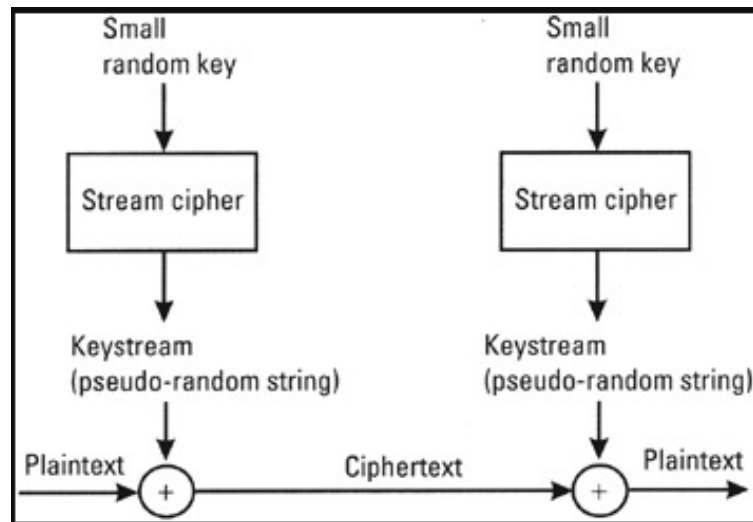 Small
random key
Small
random key
Stream cipher
Stream cipher
Keystream
(pseudo-random string)
Keystream
(pseudo-random string)
Plaintext
+
Ciphertext
+
Plaintext